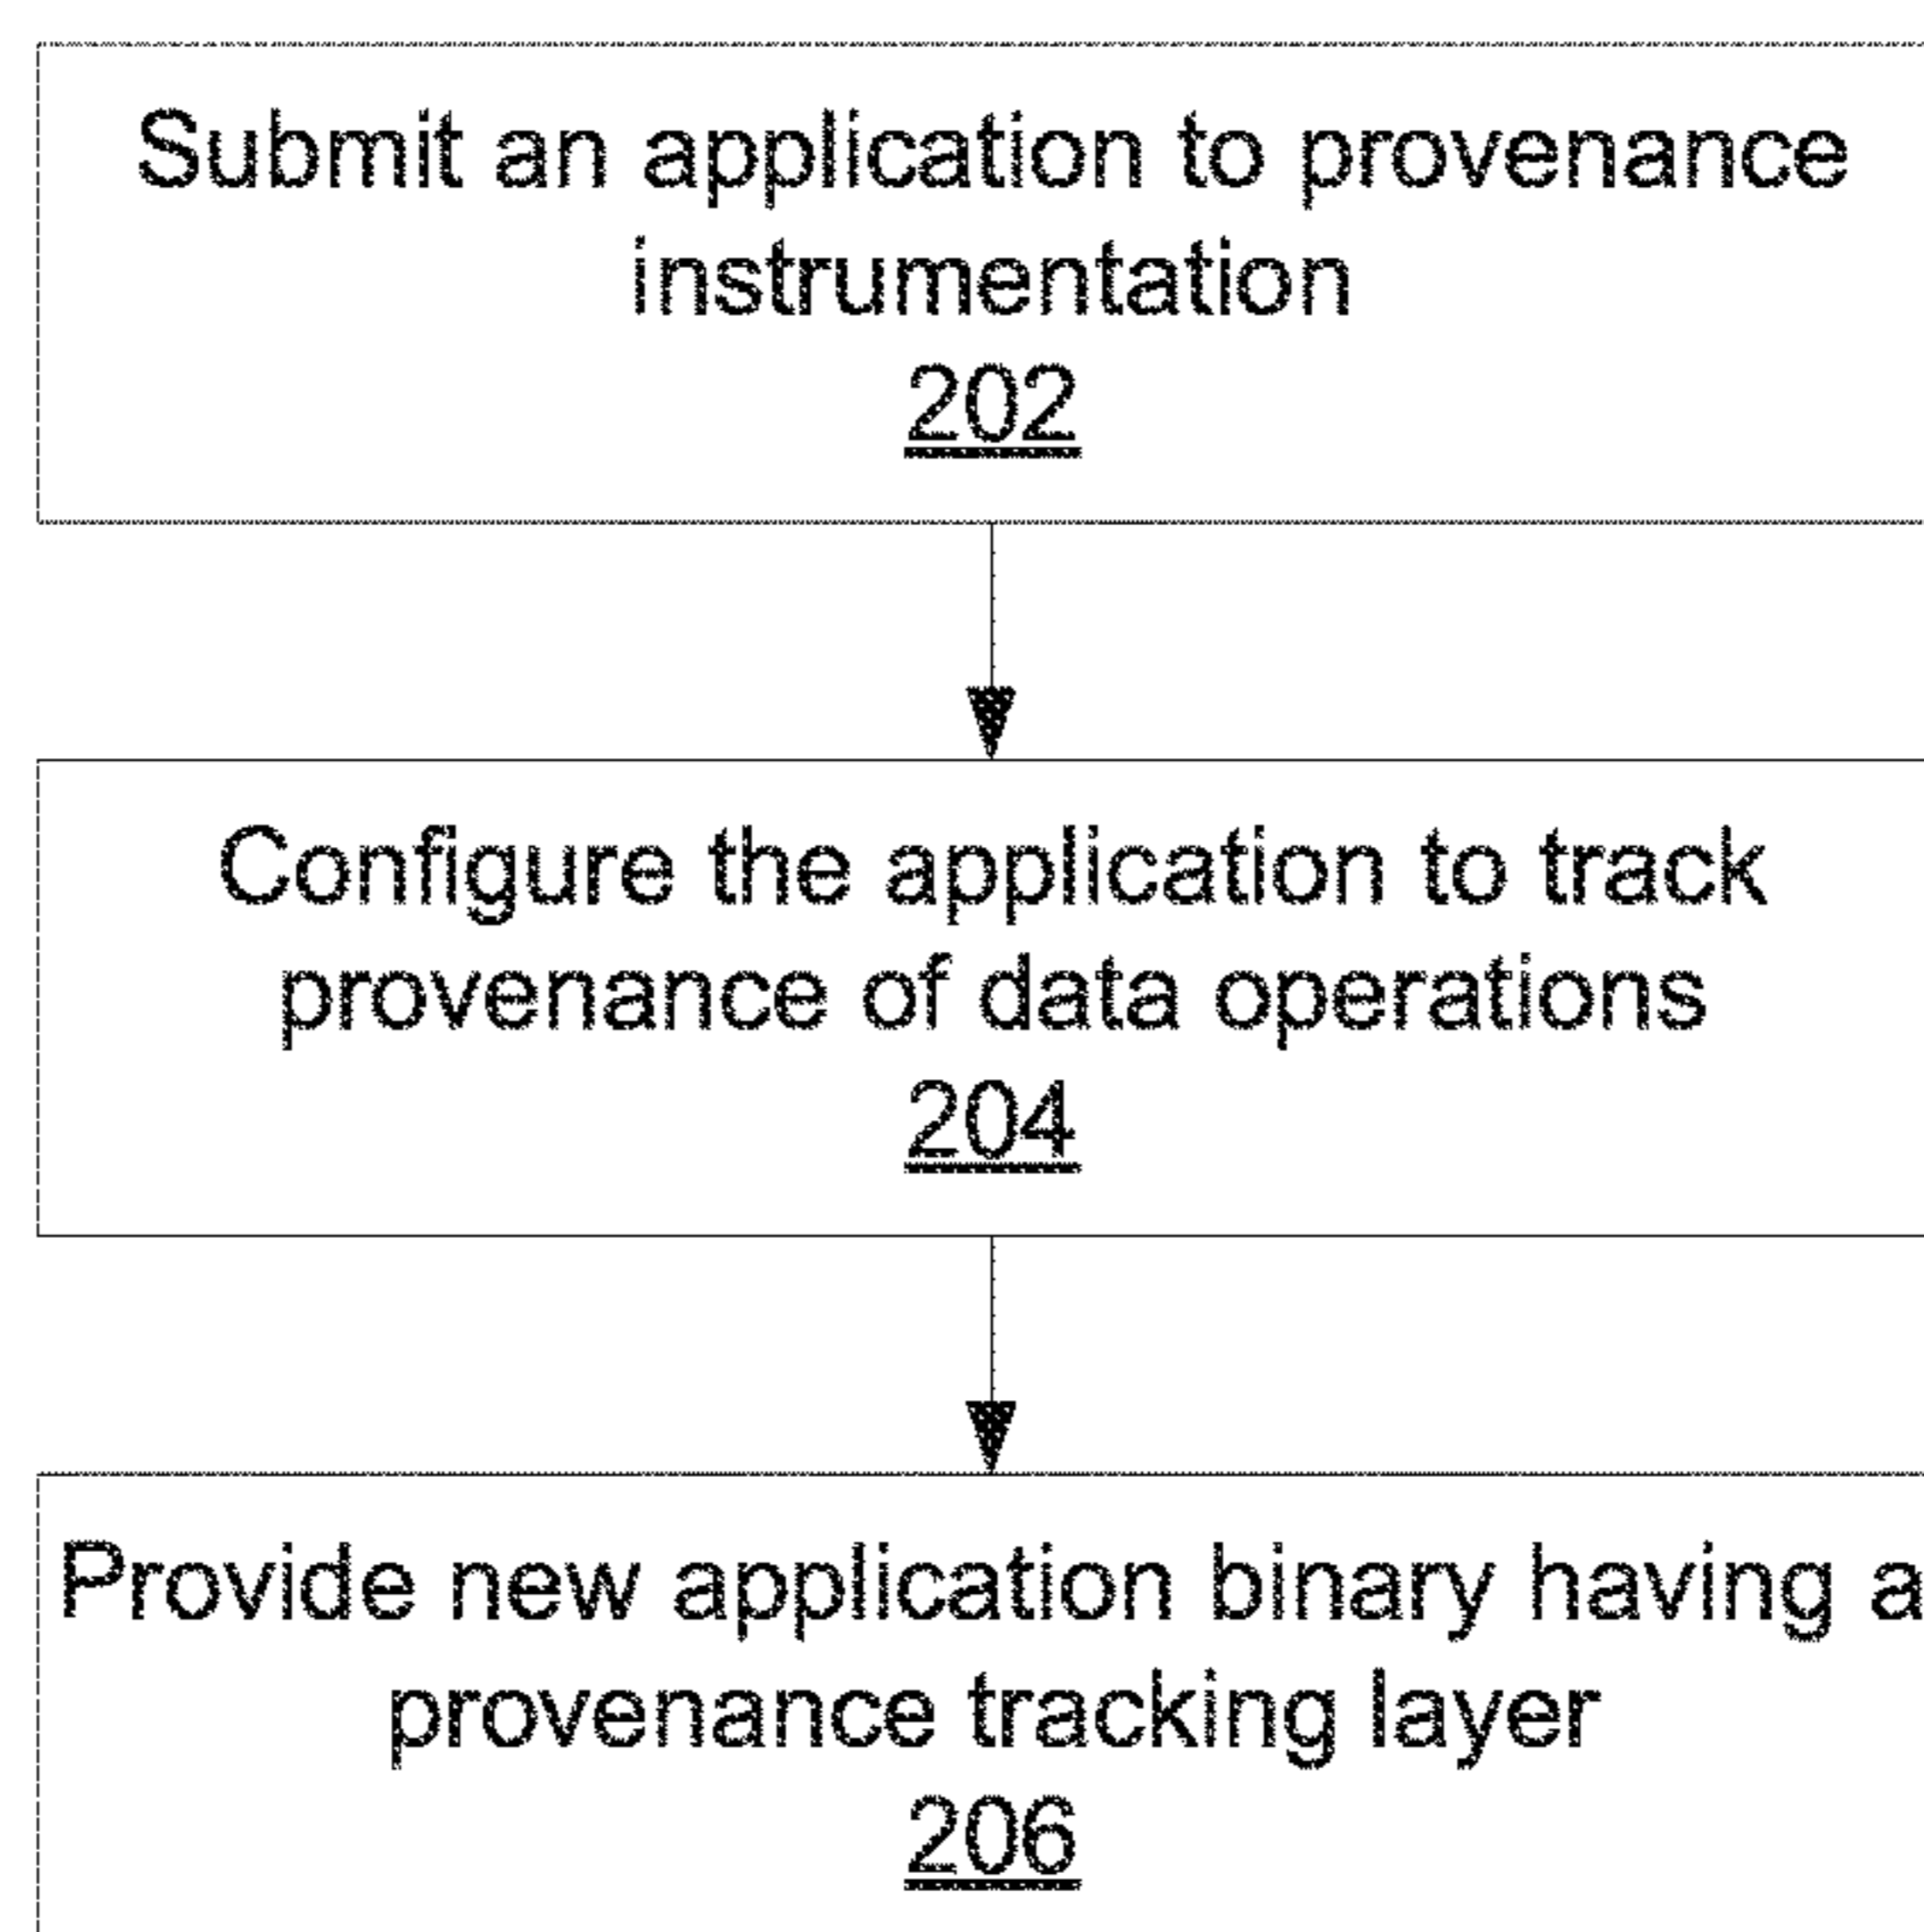 Submit an application to provenance
instrumentation
202
Configure the application to track
provenance of data operations
204
Provide new application binary having a
provenance tracking layer
206